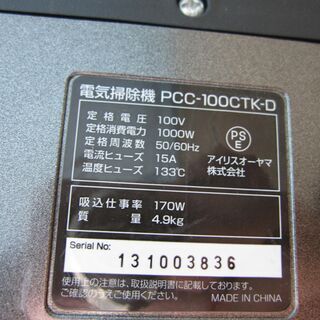 電気掃除機 PCC-100CTK-D
定格電圧 100V
定格消費電力 1000W
定格周波数 50/60Hz
電流ヒューズ 15A
温度ヒューズ 133℃
PS
E
アイリスオーヤマ
株式会社
吸込仕事率 170W
質量 4.9kg
Serial No:
131003836
使用上の注意は、取扱説明書に記載しております。
ご確認のうえご使用ください。
MADE IN CHINA